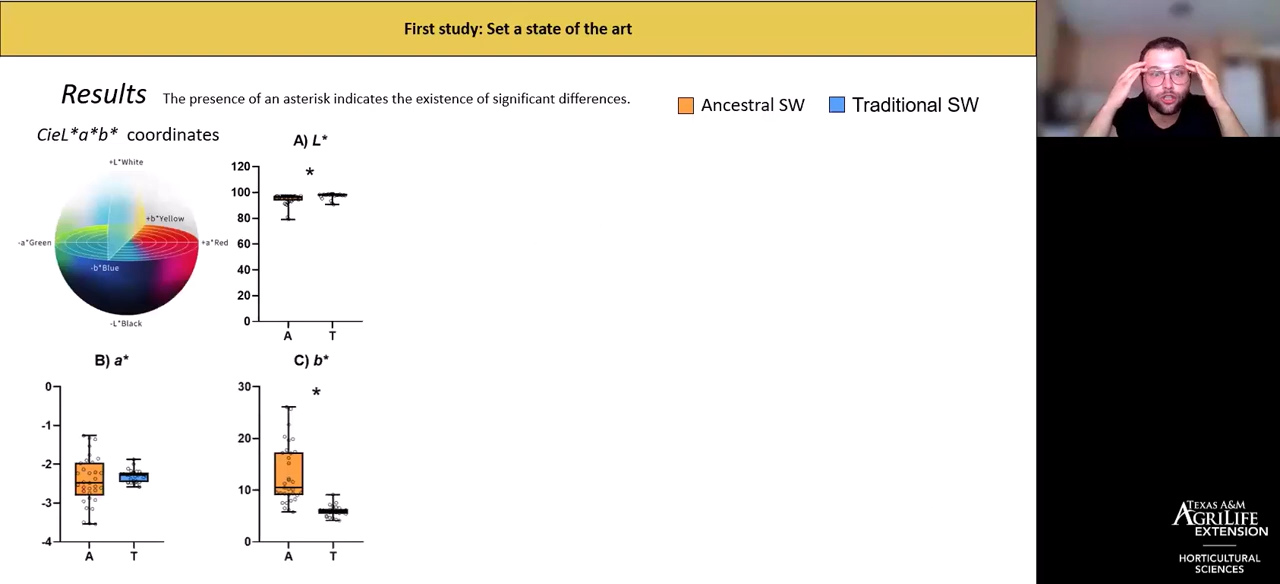 First study: Set a state of the art
Results The presence of an asterisk indicates the existence of significant differences.
Ancestral SW
Traditional SW
CieL*a*b* coordinates
+L*White
+b*Yellow
-a*Green
+a*Red
-b*Blue
-L*Black
A) L*
*
120
100
80
60
40
20
0
A T
B) a*
0
-1
-2
-3
-4
A T
C) b*
*
30
20
10
0
A T
TEXAS A&M
AGRILIFE
EXTENSION
HORTICULTURAL
SCIENCES